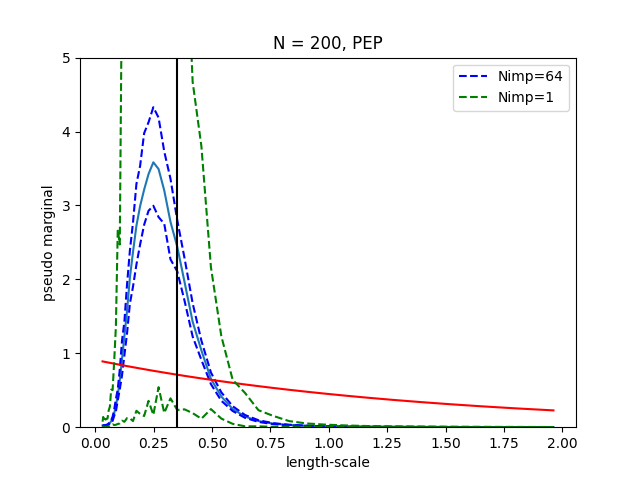 N = 200, PEP
Nimp=64
Nimp=1
pseudo marginal
5
4
3
2
1
0
0.00 0.25 0.50 0.75 1.00 1.25 1.50 1.75 2.00
length-scale